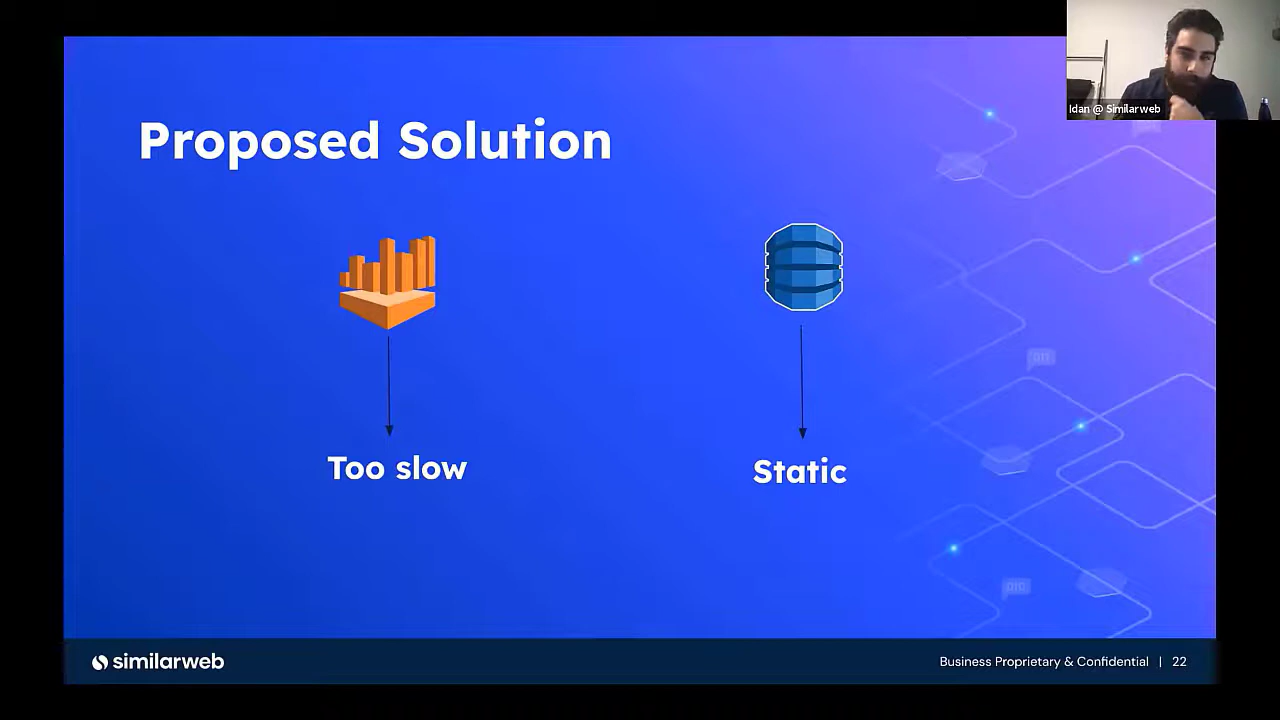 Idan @ Similarweb
Proposed Solution
Too slow
Static
similarweb
Business Proprietary & Confidential | 22